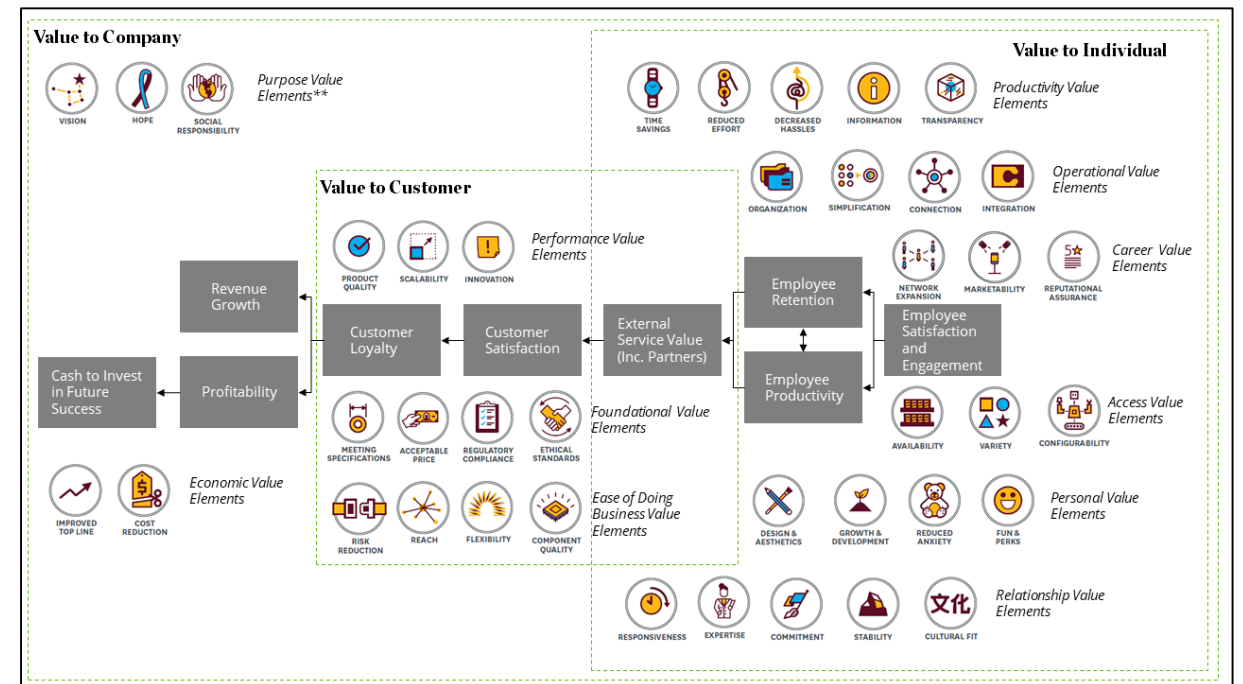 Value to Company
Value to Individual
VISION
HOPE
SOCIAL
RESPONSIBILITY
Purpose Value
Elements**
TIME
SAVINGS
REDUCED
EFFORT
DECREASED
HASSLES
INFORMATION
TRANSPARENCY
Productivity Value
Elements
ORGANIZATION
SIMPLIFICATION
CONNECTION
INTEGRATION
Operational Value
Elements
Value to Customer
PRODUCT
QUALITY
SCALABILITY
INNOVATION
Performance Value
Elements
NETWORK
EXPANSION
MARKETABILITY
5
REPUTATIONAL
ASSURANCE
Career Value
Elements
Revenue
Growth
Cash to Invest
in Future
Success
Profitability
Customer
Loyalty
Customer
Satisfaction
External
Service Value
(Inc. Partners)
Employee
Retention
Employee
Productivity
Employee
Satisfaction
and
Engagement
MEETING
SPECIFICATIONS
ACCEPTABLE
PRICE
REGULATORY
COMPLIANCE
ETHICAL
STANDARDS
Foundational Value
Elements
AVAILABILITY
VARIETY
CONFIGURABILITY
Access Value
Elements
IMPROVED
TOP LINE
$
COST
REDUCTION
Economic Value
Elements
RISK
REDUCTION
REACH
FLEXIBILITY
COMPONENT
QUALITY
Ease of Doing
Business Value
Elements
DESIGN &
AESTHETICS
GROWTH &
DEVELOPMENT
REDUCED
ANXIETY
FUN &
PERKS
Personal Value
Elements
RESPONSIVENESS
EXPERTISE
COMMITMENT
STABILITY
文化
CULTURAL FIT
Relationship Value
Elements